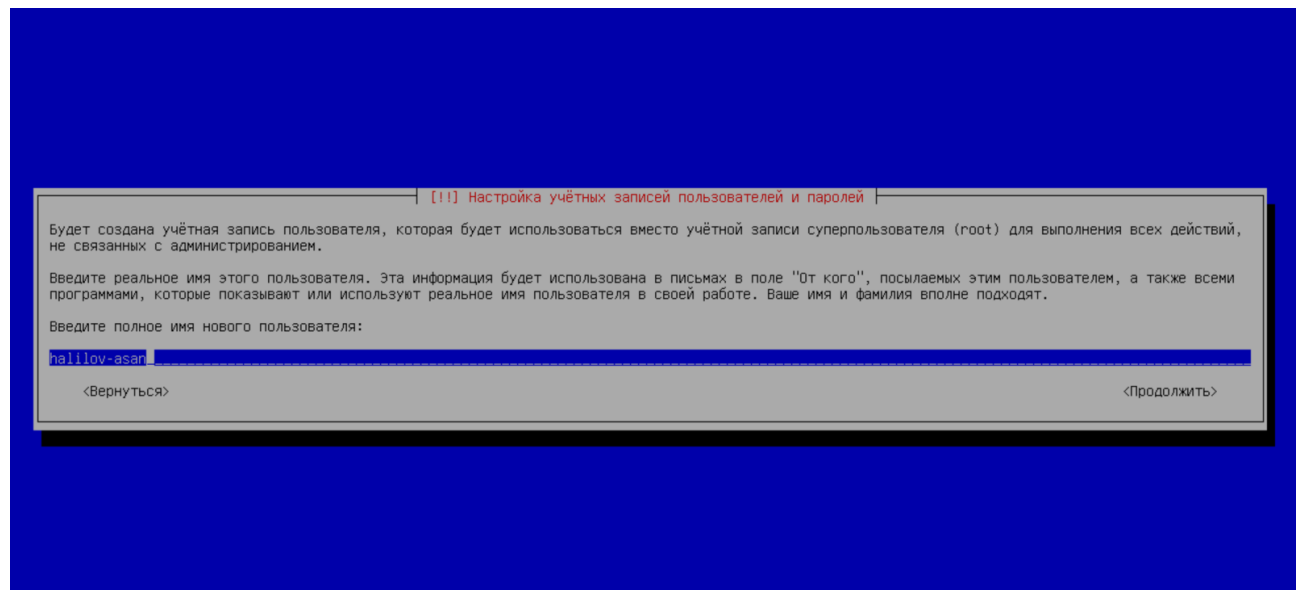 [!!] Настройка учётных записей пользователей и паролей
Будет создана учётная запись пользователя, которая будет использоваться вместо учётной записи суперпользователя (root) для выполнения всех действий,
не связанных с администрированием.
Введите реальное имя этого пользователя. Эта информация будет использована в письмах в поле "От кого", посылаемых этим пользователем, а также всеми
программами, которые показывают или используют реальное имя пользователя в своей работе. Ваше имя и фамилия вполне подходят.
Введите полное имя нового пользователя:
halilov-asan
<Вернуться> <Продолжить>